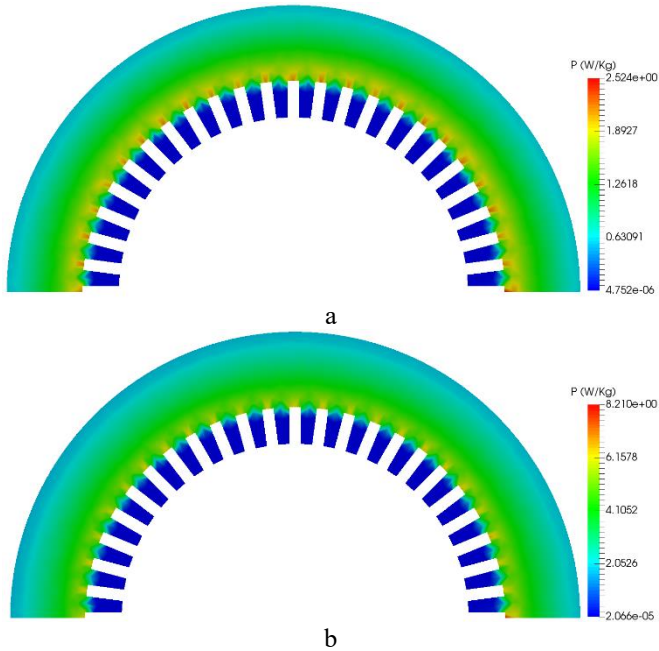 P (W/Kg)
2.524e+00
1.8927
1.2618
0.63091
4.752e-06
a
P (W/Kg)
8.210e+00
6.1578
4.1052
2.0526
2.066e-05
b